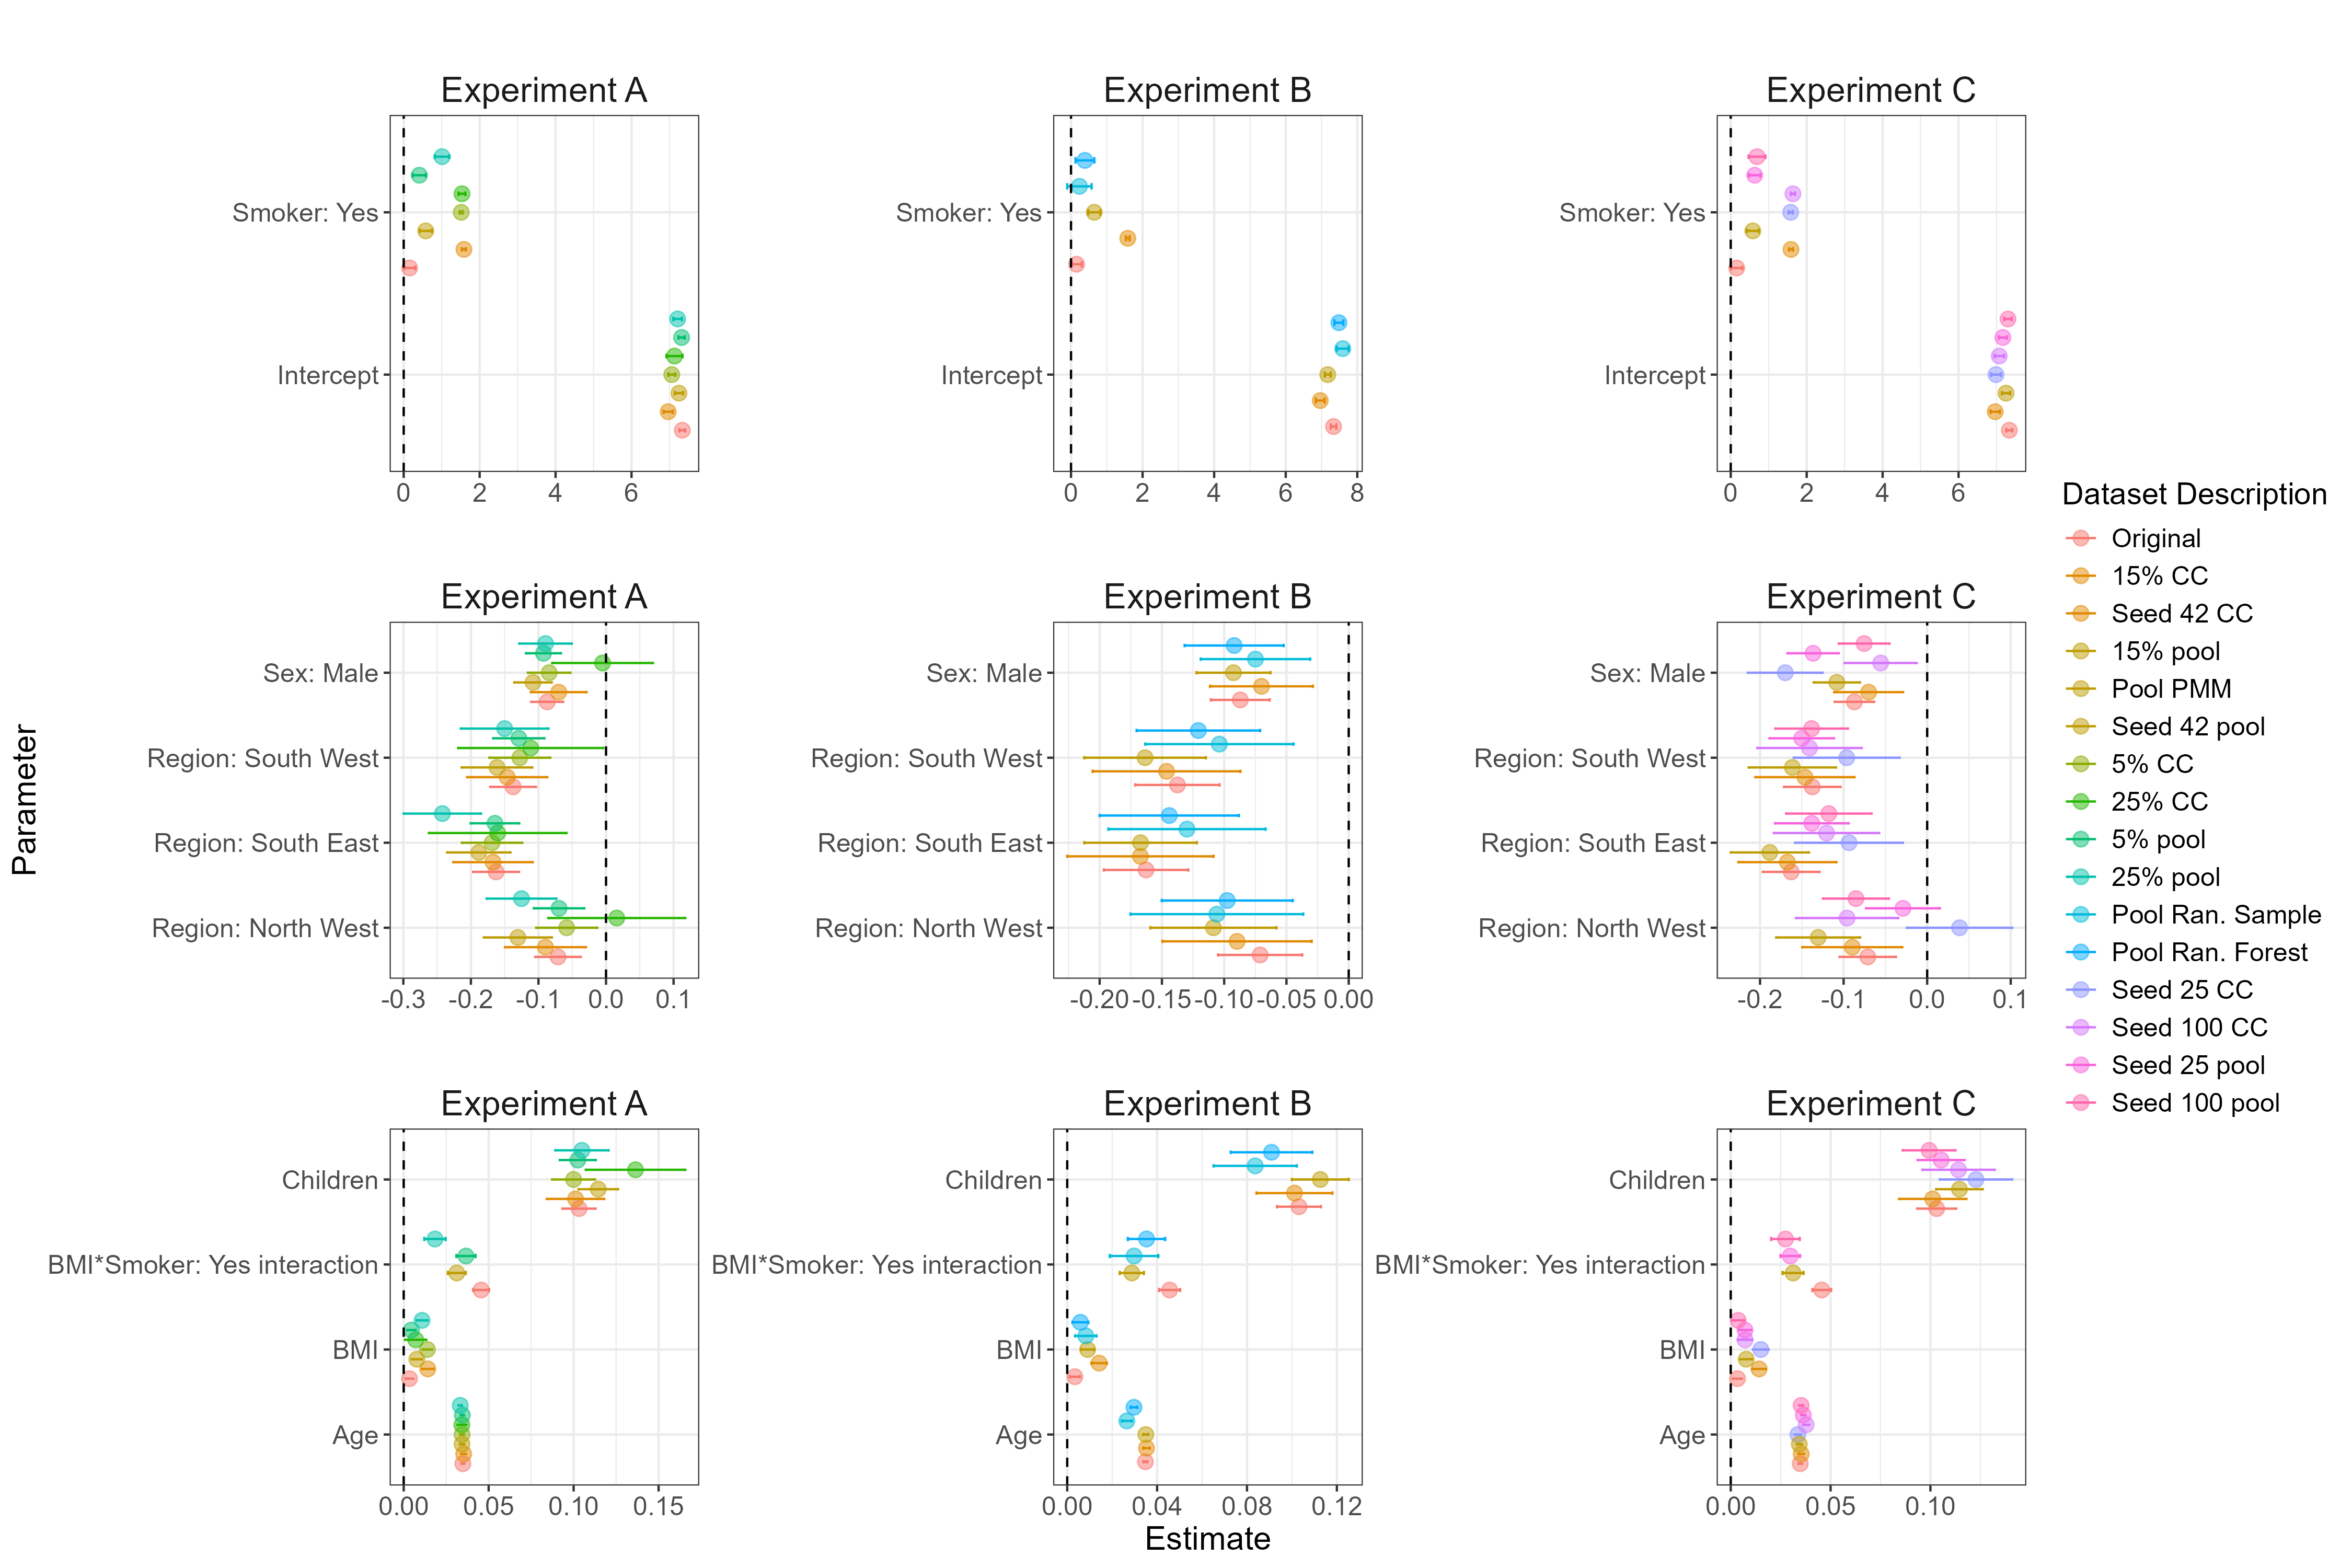 Experiment A
Experiment B
Experiment C
Smoker: Yes
Intercept
0 2 4 6
Smoker: Yes
Intercept
0 2 4 6 8
Smoker: Yes
Intercept
0 2 4 6
Parameter
Experiment A
Experiment B
Experiment C
Sex: Male
Region: South West
Region: South East
Region: North West
-0.3 -0.2 -0.1 0.0 0.1
Sex: Male
Region: South West
Region: South East
Region: North West
-0.20 -0.15 -0.10 -0.05 0.00
Sex: Male
Region: South West
Region: South East
Region: North West
-0.2 -0.1 0.0 0.1
Experiment A
Experiment B
Experiment C
Children
BMI*Smoker: Yes interaction
BMI
Age
0.00 0.05 0.10 0.15
Children
BMI*Smoker: Yes interaction
BMI
Age
0.00 0.04 0.08 0.12
Children
BMI*Smoker: Yes interaction
BMI
Age
0.00 0.05 0.10
Estimate
Dataset Description
Original
15% CC
Seed 42 CC
15% pool
Pool PMM
Seed 42 pool
5% CC
25% CC
5% pool
25% pool
Pool Ran. Sample
Pool Ran. Forest
Seed 25 CC
Seed 100 CC
Seed 25 pool
Seed 100 pool